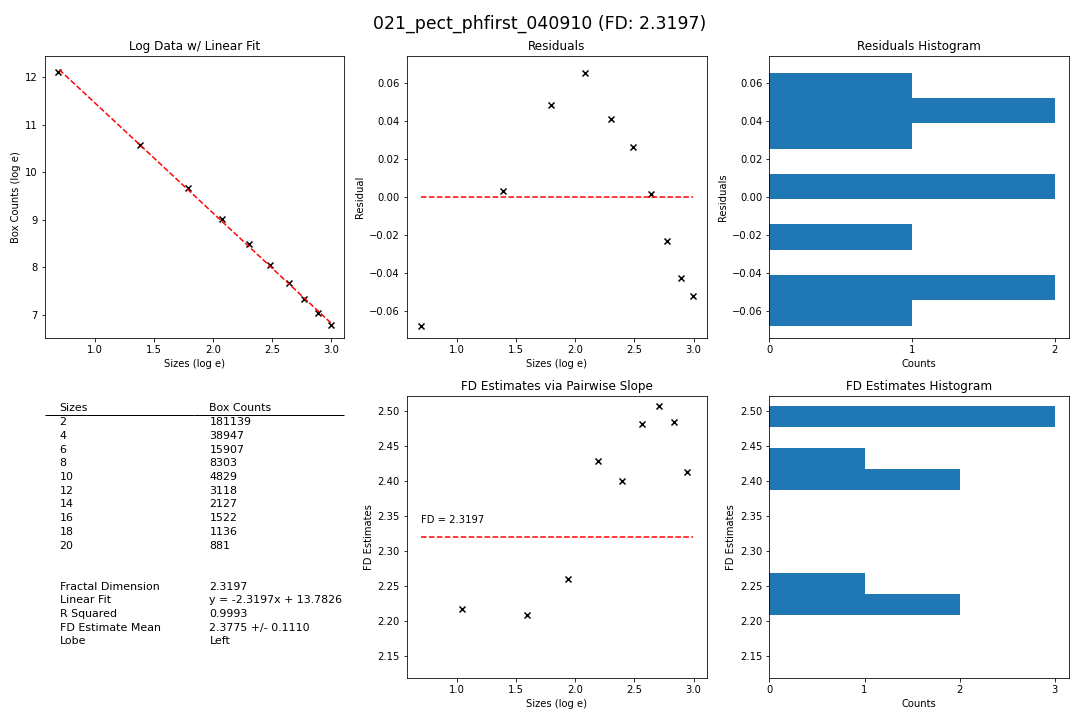 021_pect_phfirst_040910 (FD: 2.3197)
Log Data w/ Linear Fit
Box Counts (log e)
12
11
10
9
8
7
1.0 1.5 2.0 2.5 3.0
Sizes (log e)
Residuals
Residual
0.06
0.04
0.02
0.00
−0.02
−0.04
−0.06
1.0 1.5 2.0 2.5 3.0
Sizes (log e)
Residuals Histogram
Residuals
0.06
0.04
0.02
0.00
−0.02
−0.04
−0.06
0 1 2
Counts
Sizes Box Counts
2 181139
4 38947
6 15907
8 8303
10 4829
12 3118
14 2127
16 1522
18 1136
20 881
Fractal Dimension 2.3197
Linear Fit y = -2.3197x + 13.7826
R Squared 0.9993
FD Estimate Mean 2.3775 +/- 0.1110
Lobe Left
FD Estimates via Pairwise Slope
FD Estimates
2.50
2.45
2.40
2.35
2.30
2.25
2.20
2.15
FD = 2.3197
1.0 1.5 2.0 2.5 3.0
Sizes (log e)
FD Estimates Histogram
FD Estimates
2.50
2.45
2.40
2.35
2.30
2.25
2.20
2.15
0 1 2 3
Counts